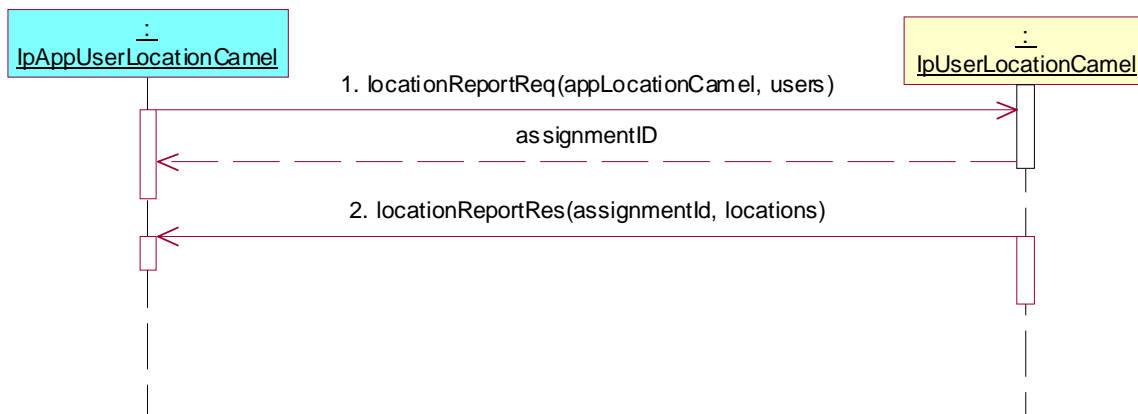 :
IpAppUserLocationCamel
:
IpUserLocationCamel
1. locationReportReq(appLocationCamel, users)
assignmentID
2. locationReportRes(assignmentId, locations)